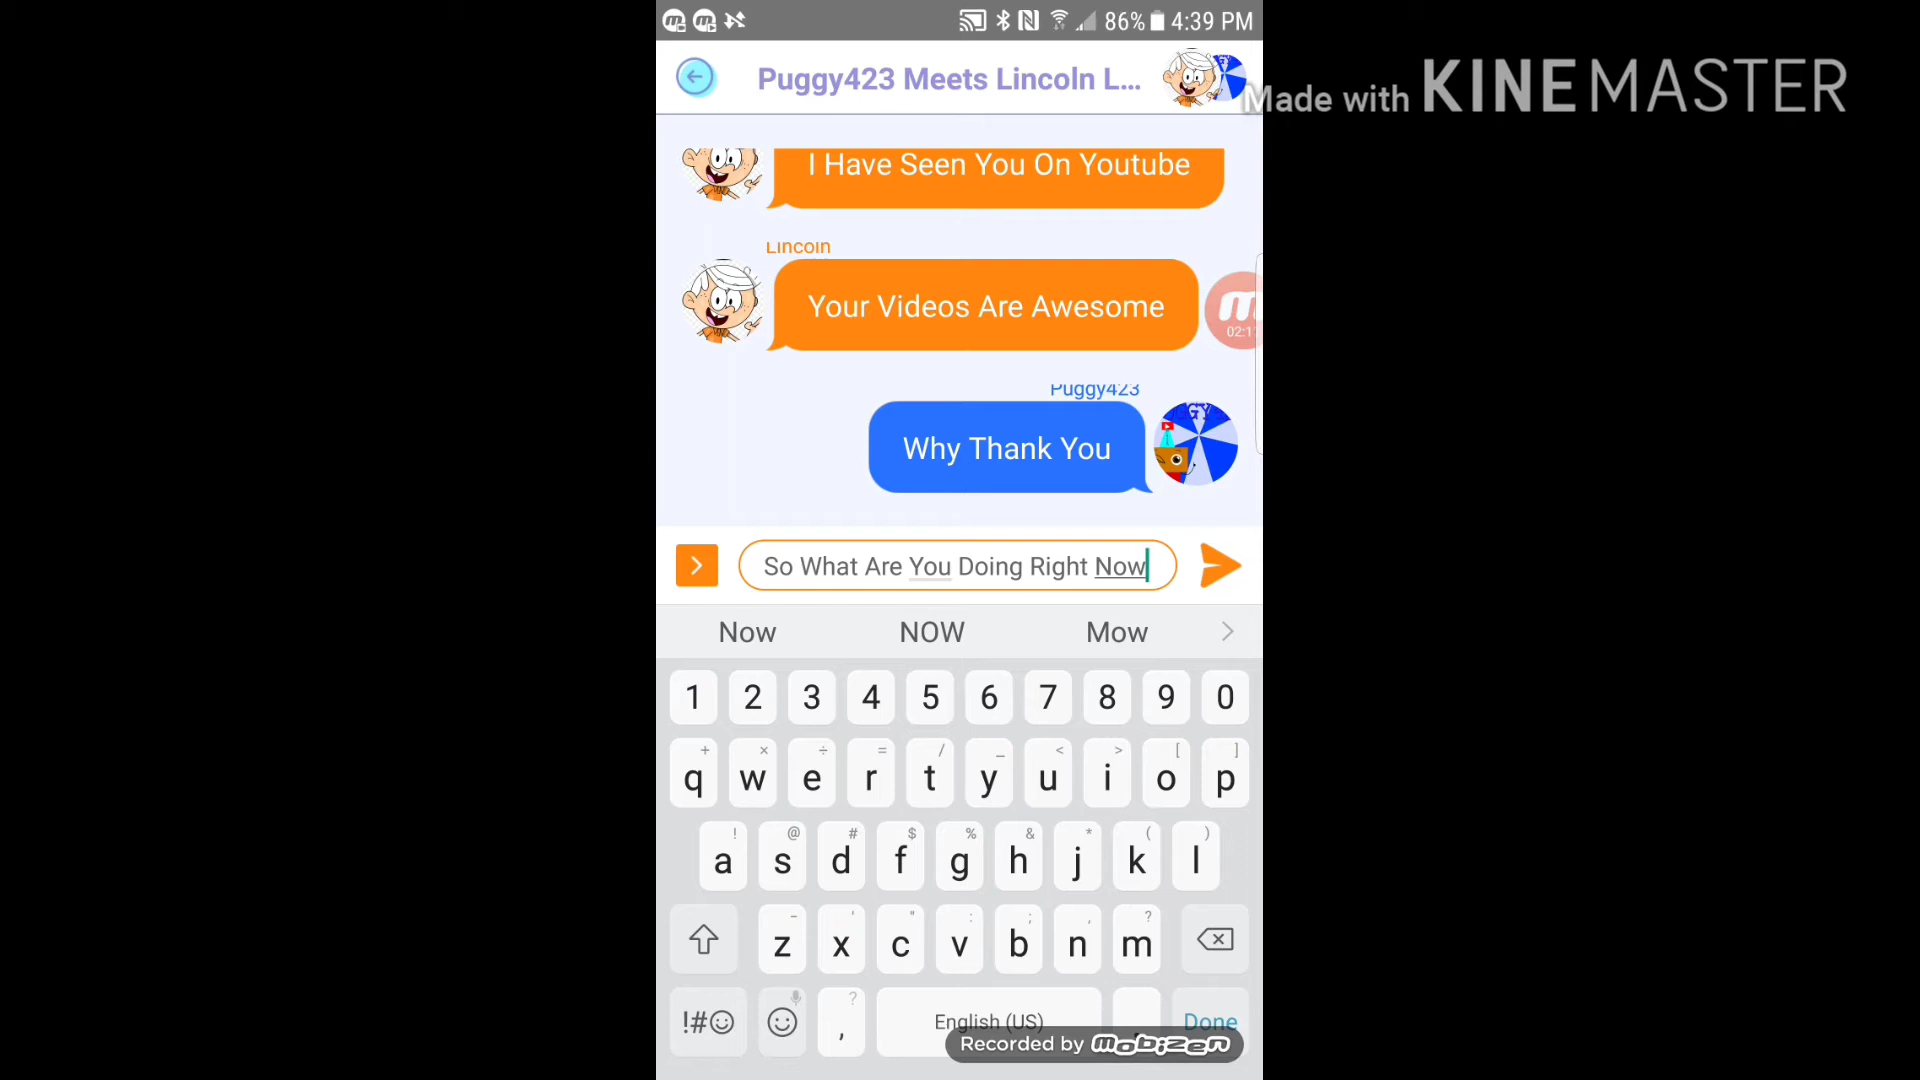 86% 4:39 PM
Puggy423 Meets Lincoln L...
Made with KINEMASTER
I Have Seen You On Youtube
Lincoln
Your Videos Are Awesome
02:1
Puggy423
Why Thank You
So What Are You Doing Right Now
Now NOW Mow
1 2 3 4 5 6 7 8 9 0
+ × ÷ = / _ < > [ ]
q w e r t y u i o p
! @ # $ % & * ( )
a s d f g h j k l
- ' " : ; , ?
z x c v b n m
?
!#☺ , English (US) Done
Recorded by mobizen